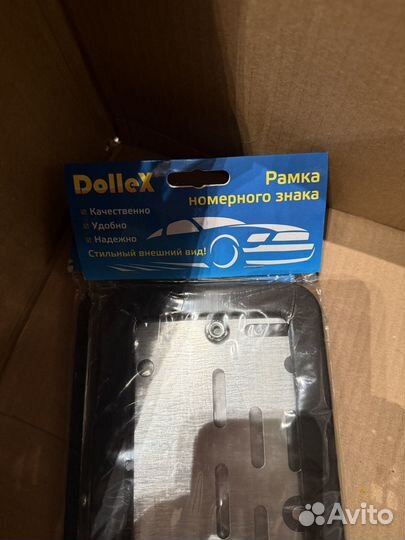 DolleX
Рамка
номерного знака
Качественно
Удобно
Надежно
Стильный внешний вид!
Avito